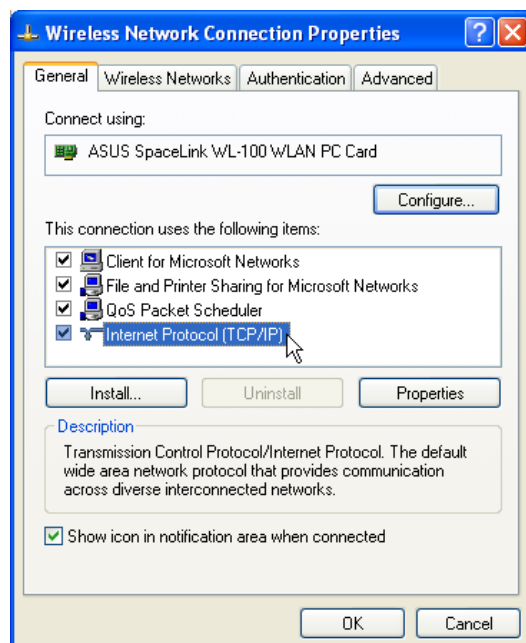 Wireless Network Connection Properties
General Wireless Networks Authentication Advanced
Connect using:
ASUS SpaceLink WL-100 WLAN PC Card
Configure...
This connection uses the following items:
Client for Microsoft Networks
File and Printer Sharing for Microsoft Networks
QoS Packet Scheduler
Internet Protocol (TCP/IP)
Install... Uninstall Properties
Description
Transmission Control Protocol/Internet Protocol. The default
wide area network protocol that provides communication
across diverse interconnected networks.
Show icon in notification area when connected
OK Cancel